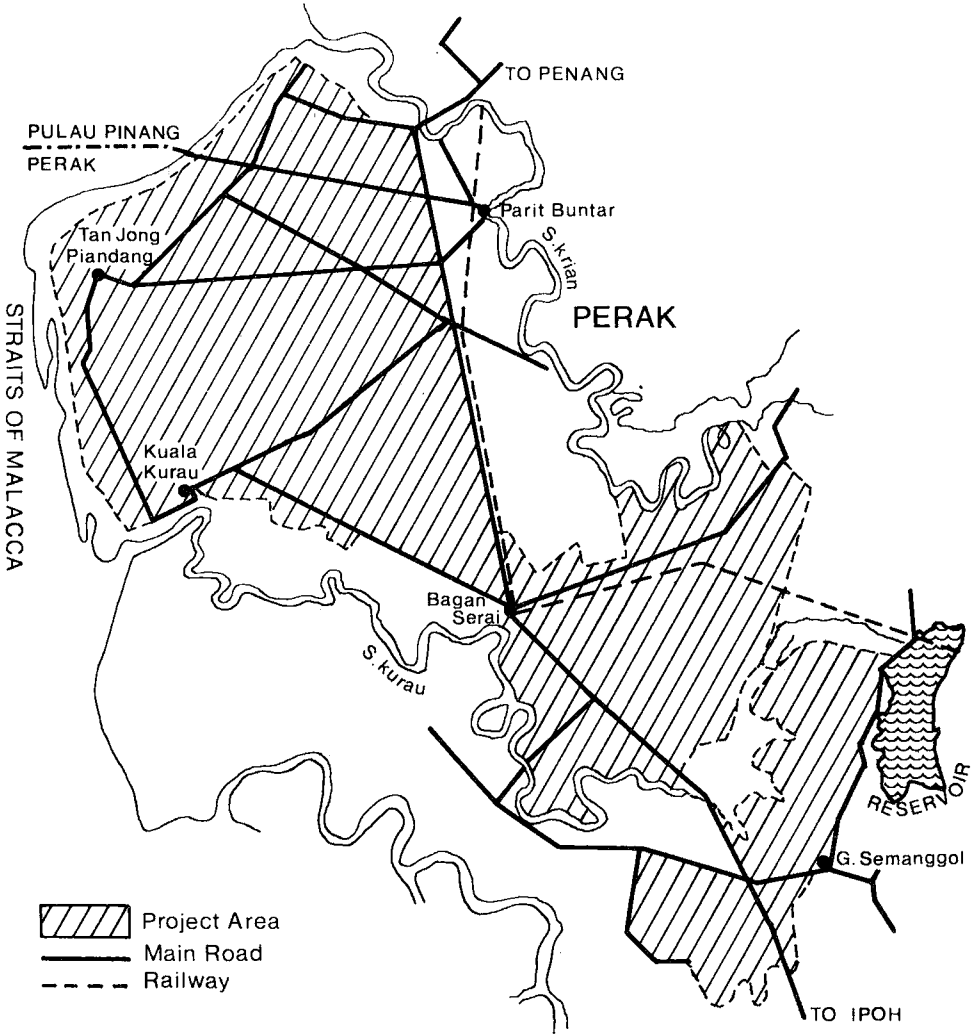 TO PENANG
PULAU PINANG
PERAK
Parit Buntar
Tan Jong
Piandang
S.krian
PERAK
STRAITS OF MALACCA
Kuala
Kurau
Bagan
Serai
S.kurau
RESERVOIR
G. Semanggol
Project Area
Main Road
Railway
TO IPOH